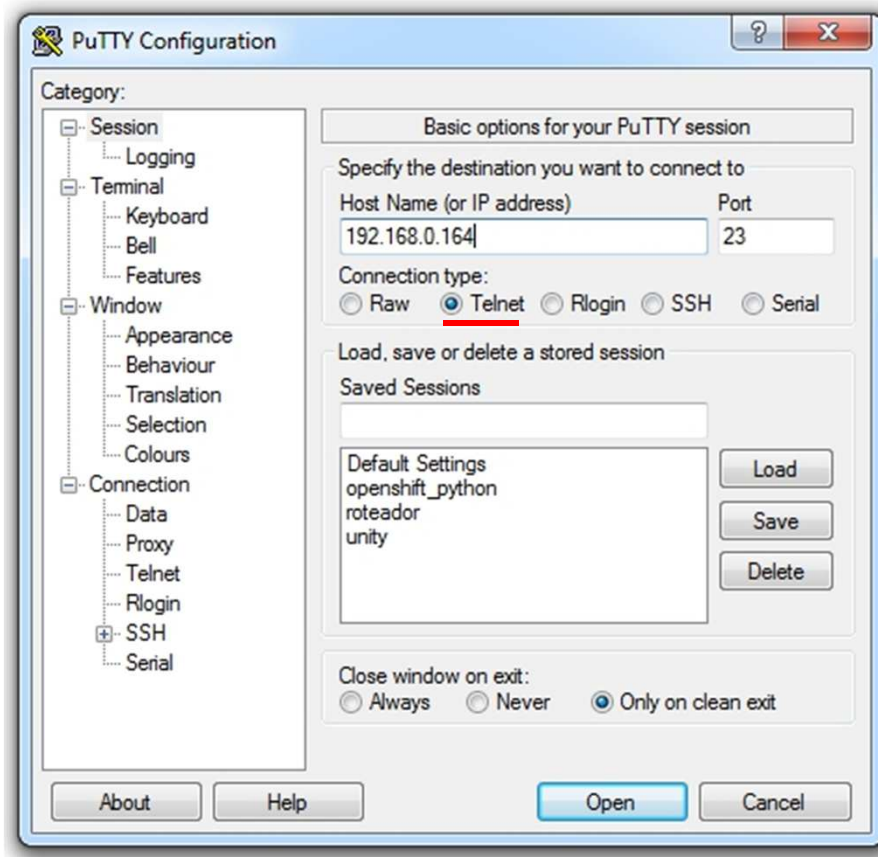 PuTTY Configuration
Category:
Session
Logging
Terminal
Keyboard
Bell
Features
Window
Appearance
Behaviour
Translation
Selection
Colours
Connection
Data
Proxy
Telnet
Rlogin
SSH
Serial
Basic options for your PuTTY session
Specify the destination you want to connect to
Host Name (or IP address) Port
192.168.0.164 23
Connection type:
Raw Telnet Rlogin SSH Serial
Load, save or delete a stored session
Saved Sessions
Default Settings
openshift_python
roteador
unity
Load
Save
Delete
Close window on exit:
Always Never Only on clean exit
About Help Open Cancel